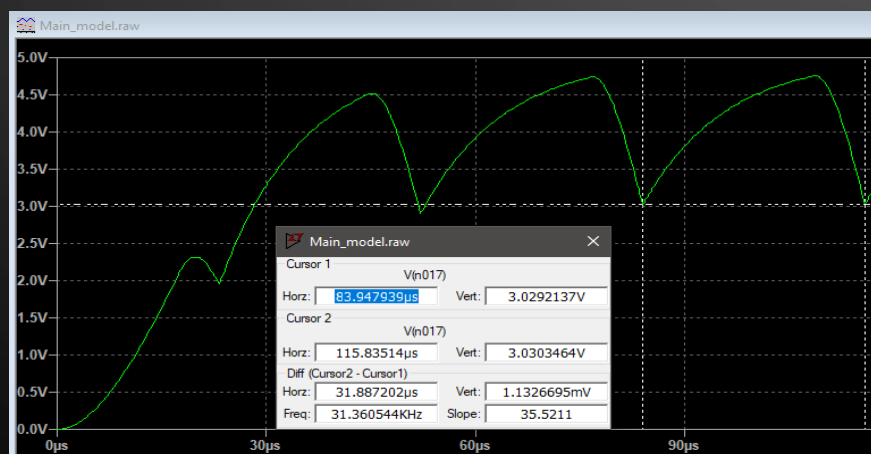 Main_model.raw
5.0V
4.5V
4.0V
3.5V
3.0V
2.5V
2.0V
1.5V
1.0V
0.5V
0.0V
0µs 30µs 60µs 90µs
Main_model.raw
Cursor 1
V(n017)
Horz: 83.947939µs Vert: 3.0292137V
Cursor 2
V(n017)
Horz: 115.83514µs Vert: 3.0303464V
Diff (Cursor2 - Cursor1)
Horz: 31.887202µs Vert: 1.1326695mV
Freq: 31.360544KHz Slope: 35.5211